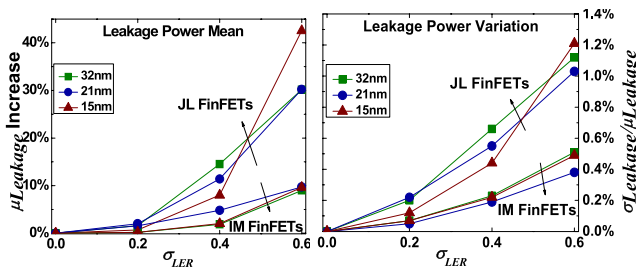 Leakage Power Mean
40%
30%
20%
10%
0%
μLeakage Increase
32nm
21nm
15nm
JL FinFETs
IM FinFETs
0.0 0.2 0.4 0.6
σLER
Leakage Power Variation
1.4%
1.2%
1.0%
0.8%
0.6%
0.4%
0.2%
0.0%
σLeakage/μLeakage
32nm
21nm
15nm
JL FinFETs
IM FinFETs
0.0 0.2 0.4 0.6
σLER